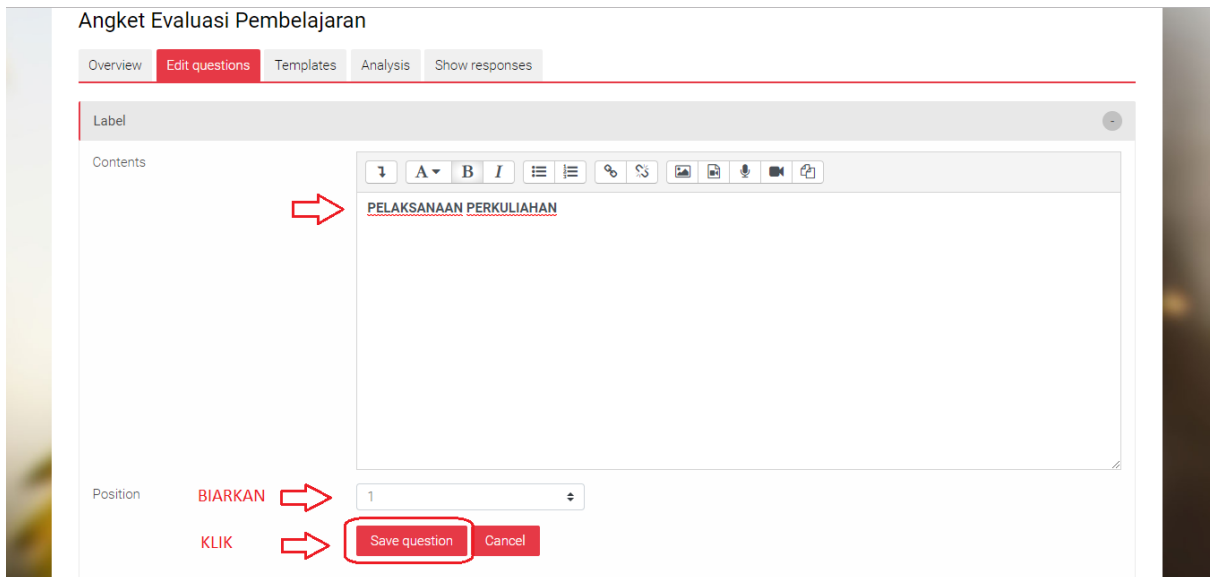 Angket Evaluasi Pembelajaran
Overview Edit questions Templates Analysis Show responses
Label -
Contents
A B I
PELAKSANAAN PERKULIAHAN
Position BIARKAN 1
KLIK Save question Cancel